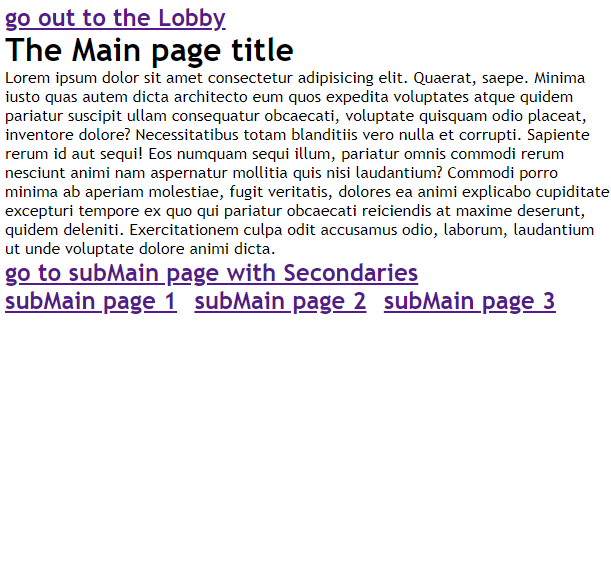 go out to the Lobby
The Main page title
Lorem ipsum dolor sit amet consectetur adipisicing elit. Quaerat, saepe. Minima
iusto quas autem dicta architecto eum quos expedita voluptates atque quidem
pariatur suscipit ullam consequatur obcaecati, voluptate quisquam odio placeat,
inventore dolore? Necessitatibus totam blanditiis vero nulla et corrupti. Sapiente
rerum id aut sequi! Eos numquam sequi illum, pariatur omnis commodi rerum
nesciunt animi nam aspernatur mollitia quis nisi laudantium? Commodi porro
minima ab aperiam molestiae, fugit veritatis, dolores ea animi explicabo cupiditate
excepturi tempore ex quo qui pariatur obcaecati reiciendis at maxime deserunt,
quidem deleniti. Exercitationem culpa odit accusamus odio, laborum, laudantium
ut unde voluptate dolore animi dicta.
go to subMain page with Secondaries
subMain page 1 subMain page 2 subMain page 3